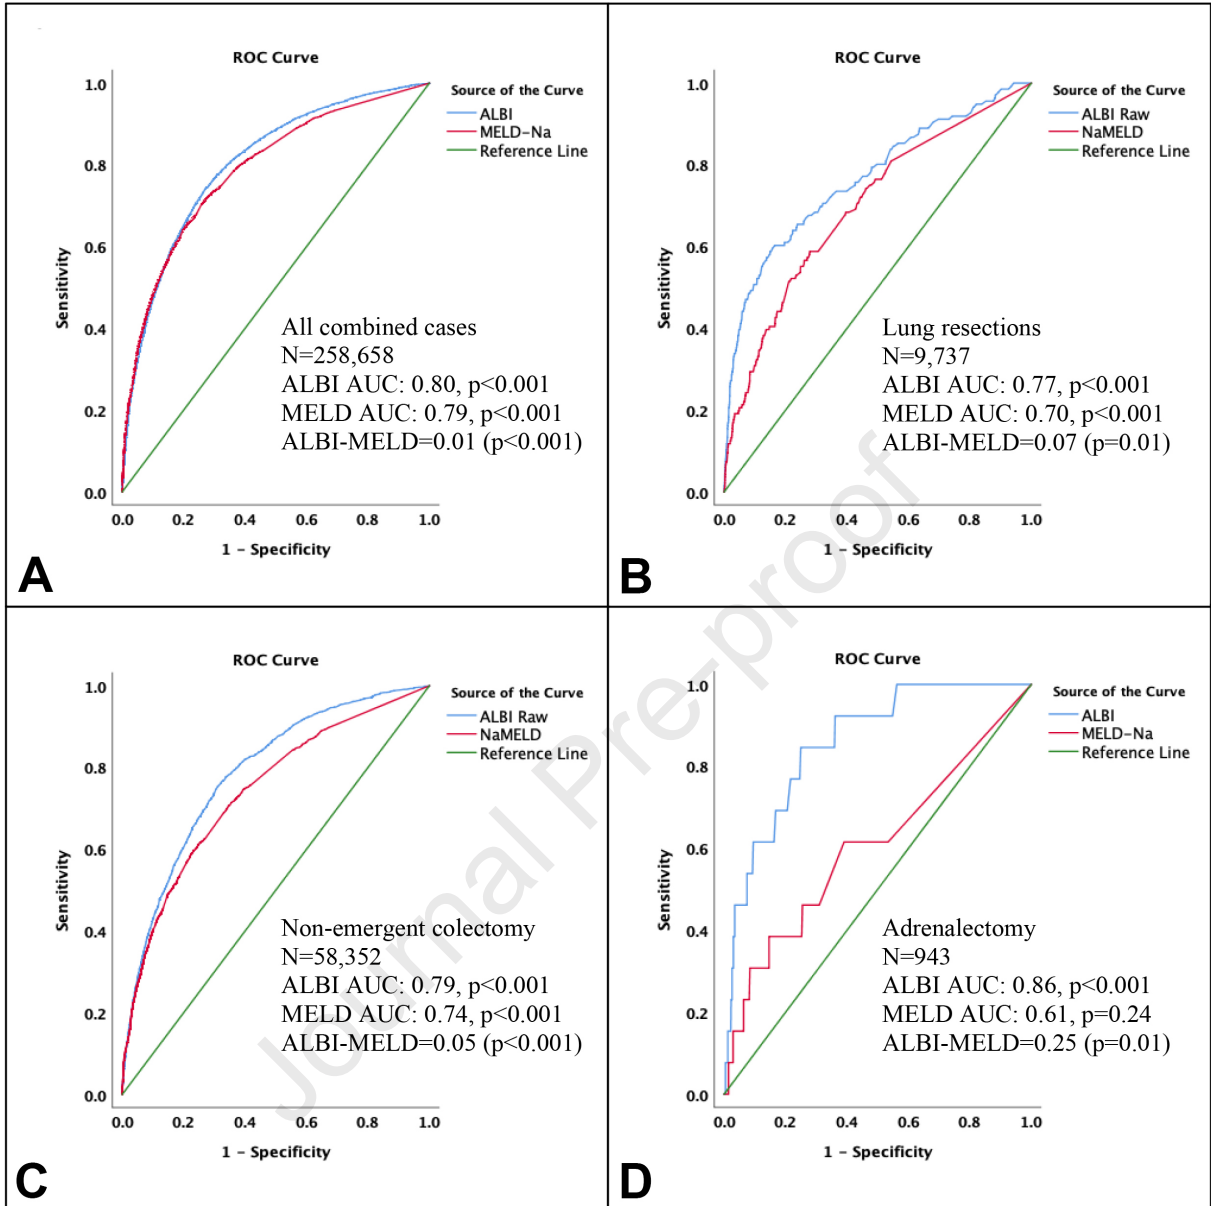 ROC Curve
Source of the Curve
ALBI
MELD-Na
Reference Line
1.0
0.8
0.6
0.4
0.2
0.0
Sensitivity
All combined cases
N=258,658
ALBI AUC: 0.80, p<0.001
MELD AUC: 0.79, p<0.001
ALBI-MELD=0.01 (p<0.001)
0.0 0.2 0.4 0.6 0.8 1.0
1 - Specificity
A
ROC Curve
Source of the Curve
ALBI Raw
NaMELD
Reference Line
1.0
0.8
0.6
0.4
0.2
0.0
Sensitivity
Lung resections
N=9,737
ALBI AUC: 0.77, p<0.001
MELD AUC: 0.70, p<0.001
ALBI-MELD=0.07 (p=0.01)
0.0 0.2 0.4 0.6 0.8 1.0
1 - Specificity
B
ROC Curve
Source of the Curve
ALBI Raw
NaMELD
Reference Line
1.0
0.8
0.6
0.4
0.2
0.0
Sensitivity
Non-emergent colectomy
N=58,352
ALBI AUC: 0.79, p<0.001
MELD AUC: 0.74, p<0.001
ALBI-MELD=0.05 (p<0.001)
0.0 0.2 0.4 0.6 0.8 1.0
1 - Specificity
C
ROC Curve
Source of the Curve
ALBI
MELD-Na
Reference Line
1.0
0.8
0.6
0.4
0.2
0.0
Sensitivity
Adrenalectomy
N=943
ALBI AUC: 0.86, p<0.001
MELD AUC: 0.61, p=0.24
ALBI-MELD=0.25 (p=0.01)
0.0 0.2 0.4 0.6 0.8 1.0
1 - Specificity
D
Journal Pre-proof